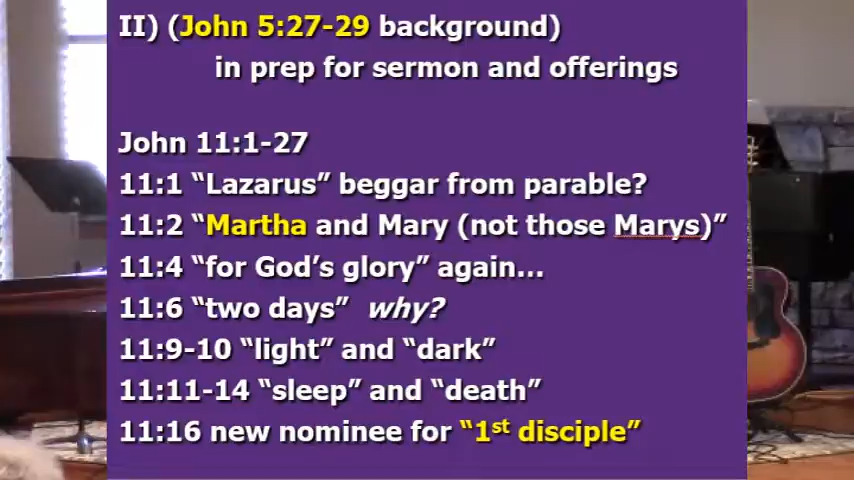 II) (John 5:27-29 background)
in prep for sermon and offerings
John 11:1-27
11:1 “Lazarus” beggar from parable?
11:2 “Martha and Mary (not those Marys)”
11:4 “for God’s glory” again…
11:6 “two days” why?
11:9-10 “light” and “dark”
11:11-14 “sleep” and “death”
11:16 new nominee for “1st disciple”